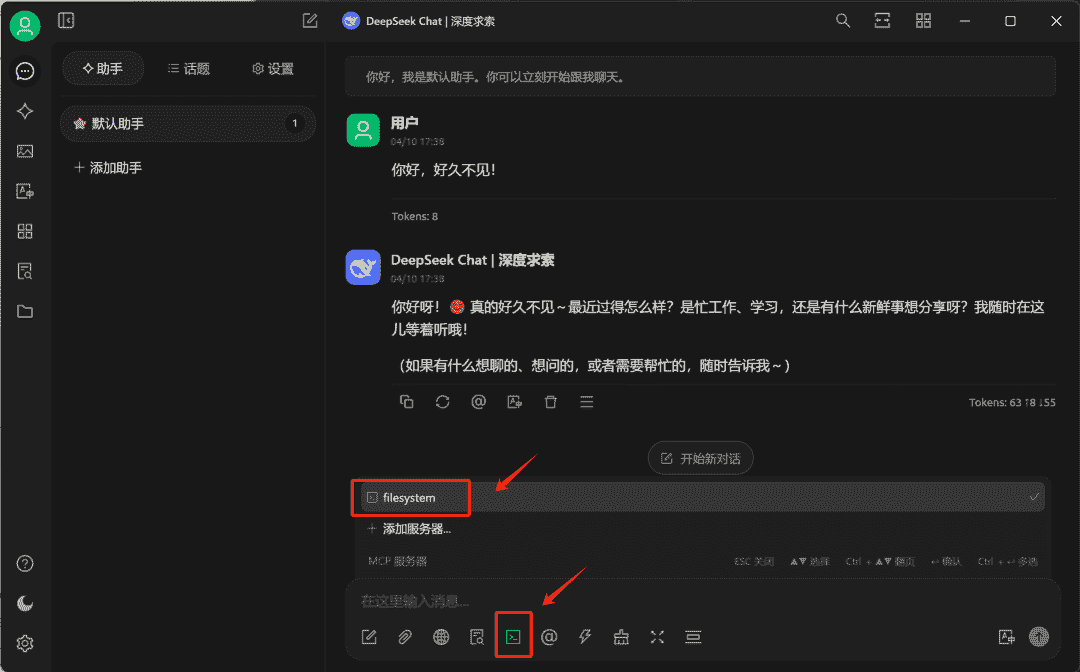 DeepSeek Chat | 深度求索
助手
话题
设置
默认助手
1
添加助手
你好，我是默认助手。你可以立刻开始跟我聊天。
用户
04/10 17:38
你好，好久不见！
Tokens: 8
DeepSeek Chat | 深度求索
04/10 17:38
你好呀！ 真的好久不见～最近过得怎么样？是忙工作、学习，还是有什么新鲜事想分享呀？我随时在这
儿等着听哦！
（如果有什么想聊的、想问的，或者需要帮忙的，随时告诉我～）
Tokens: 63 ↑8 ↓55
开始新对话
filesystem
添加服务器...
MCP 服务器
ESC 关闭
▲▼ 选择
Ctrl + ▲▼ 翻页
↩ 确认
Ctrl + ↩ 多选
在这里输入消息...